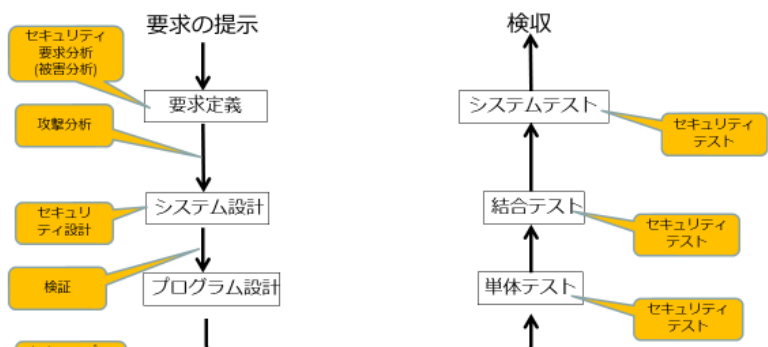 要求の提示
セキュリティ
要求分析
(被害分析)
要求定義
攻撃分析
システム設計
セキュリ
ティ設計
検証
プログラム設計
検収
システムテスト
セキュリティ
テスト
結合テスト
セキュリティ
テスト
単体テスト
セキュリティ
テスト